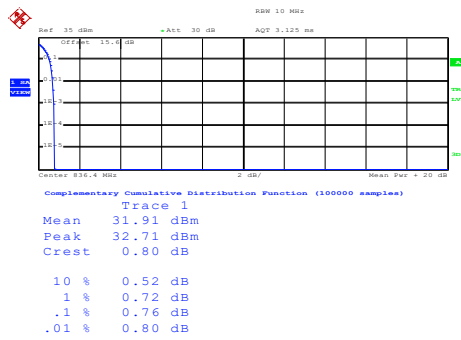 RBW 10 MHz
Ref 35 dBm *Att 30 dB AQT 3.125 ms
Offset 15.6 dB
0.1
A
0.01
1 SA
VIEW
TS
1E-3
LV
1E-4
1E-5
3D
Center 836.4 MHz 2 dB/ Mean Pwr + 20 dB
Complementary Cumulative Distribution Function (100000 samples)
Trace 1
Mean 31.91 dBm
Peak 32.71 dBm
Crest 0.80 dB
10 % 0.52 dB
1 % 0.72 dB
.1 % 0.76 dB
.01 % 0.80 dB